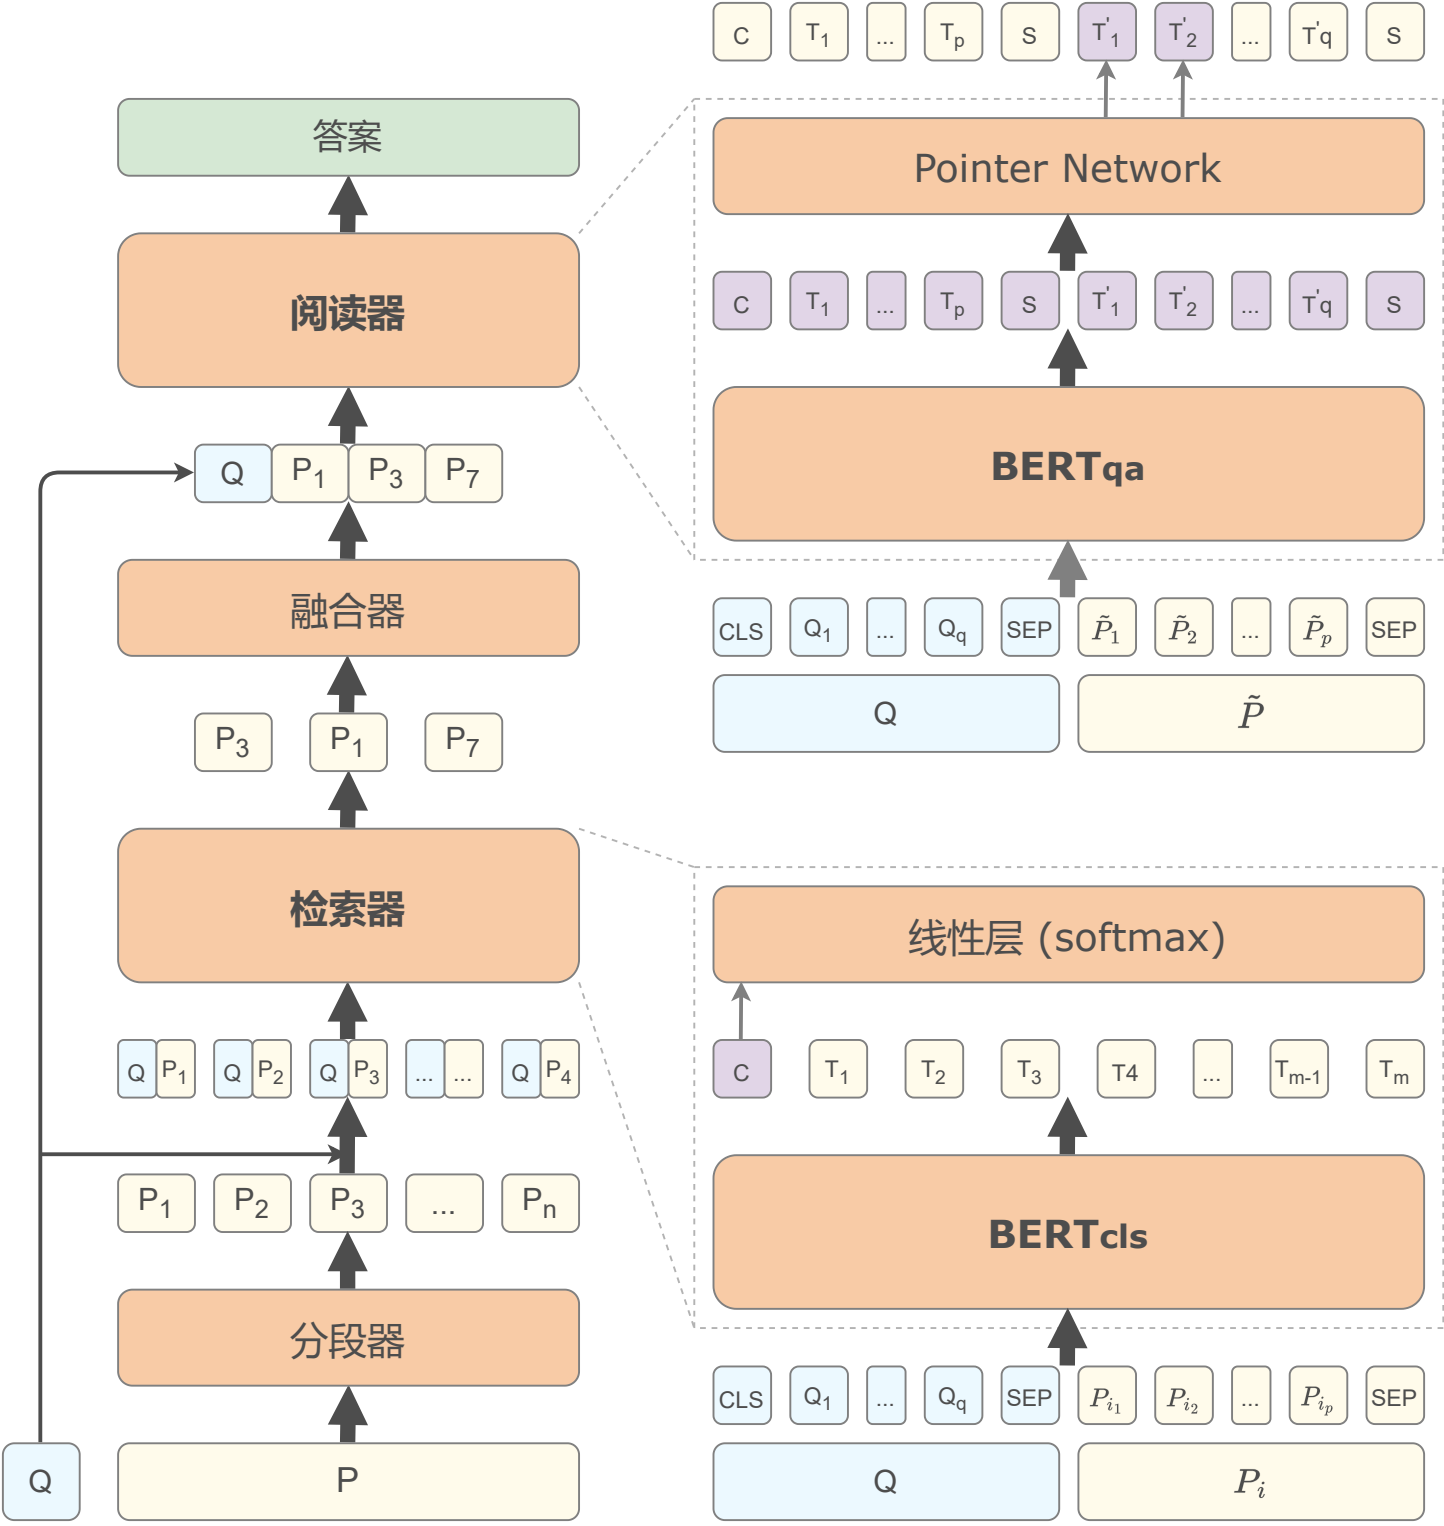 C T1 ... Tp S T'1 T'2 ... T'q S
答案
Pointer Network
阅读器
C T1 ... Tp S T'1 T'2 ... T'q S
Q P1 P3 P7
BERTqa
融合器
CLS Q1 ... Qq SEP P̃1 P̃2 ... P̃p SEP
P3 P1 P7
Q P̃
检索器
线性层 (softmax)
Q P1 Q P2 Q P3 ... ... Q P4
C T1 T2 T3 T4 ... Tm-1 Tm
P1 P2 P3 ... Pn
BERTcls
分段器
CLS Q1 ... Qq SEP Pi1 Pi2 ... Pip SEP
Q P
Q Pi